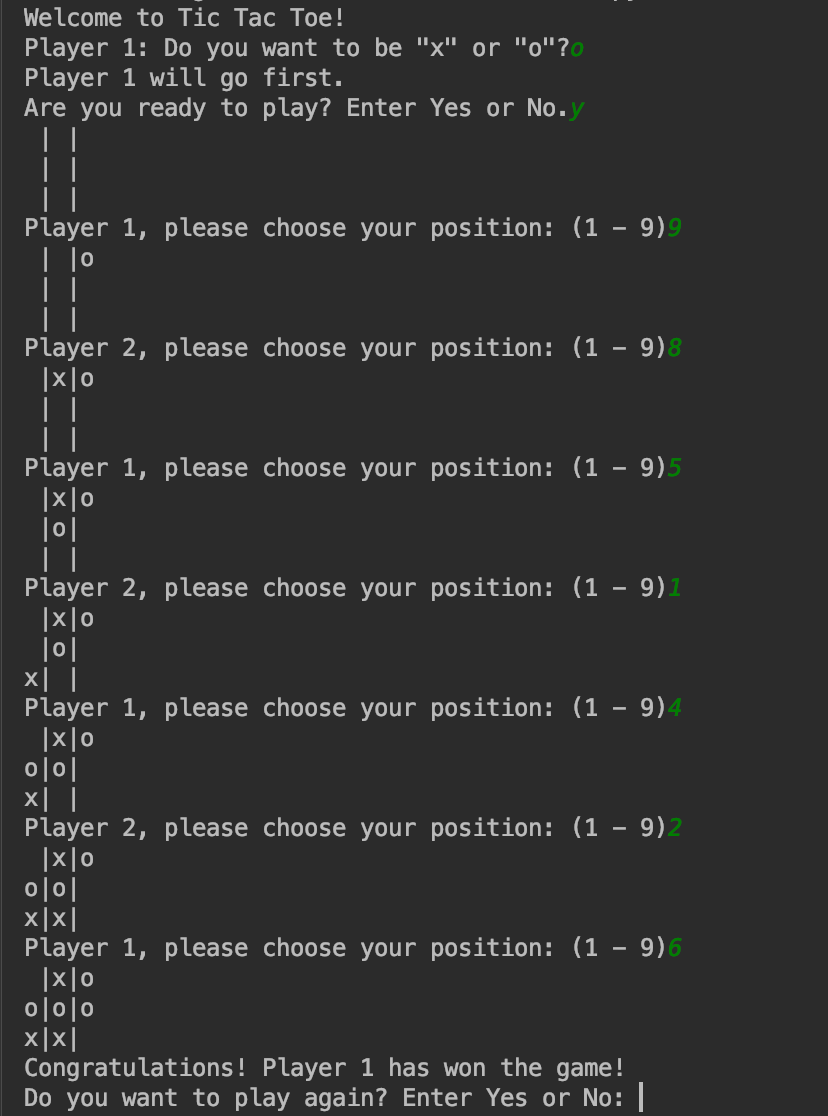 Welcome to Tic Tac Toe!
Player 1: Do you want to be "x" or "o"?o
Player 1 will go first.
Are you ready to play? Enter Yes or No.y
 | |
 | |
 | |
Player 1, please choose your position: (1 - 9)9
 | |o
 | |
 | |
Player 2, please choose your position: (1 - 9)8
 |x|o
 | |
 | |
Player 1, please choose your position: (1 - 9)5
 |x|o
 |o|
 | |
Player 2, please choose your position: (1 - 9)1
 |x|o
 |o|
x| |
Player 1, please choose your position: (1 - 9)4
 |x|o
o|o|
x| |
Player 2, please choose your position: (1 - 9)2
 |x|o
o|o|
x|x|
Player 1, please choose your position: (1 - 9)6
 |x|o
o|o|o
x|x|
Congratulations! Player 1 has won the game!
Do you want to play again? Enter Yes or No: